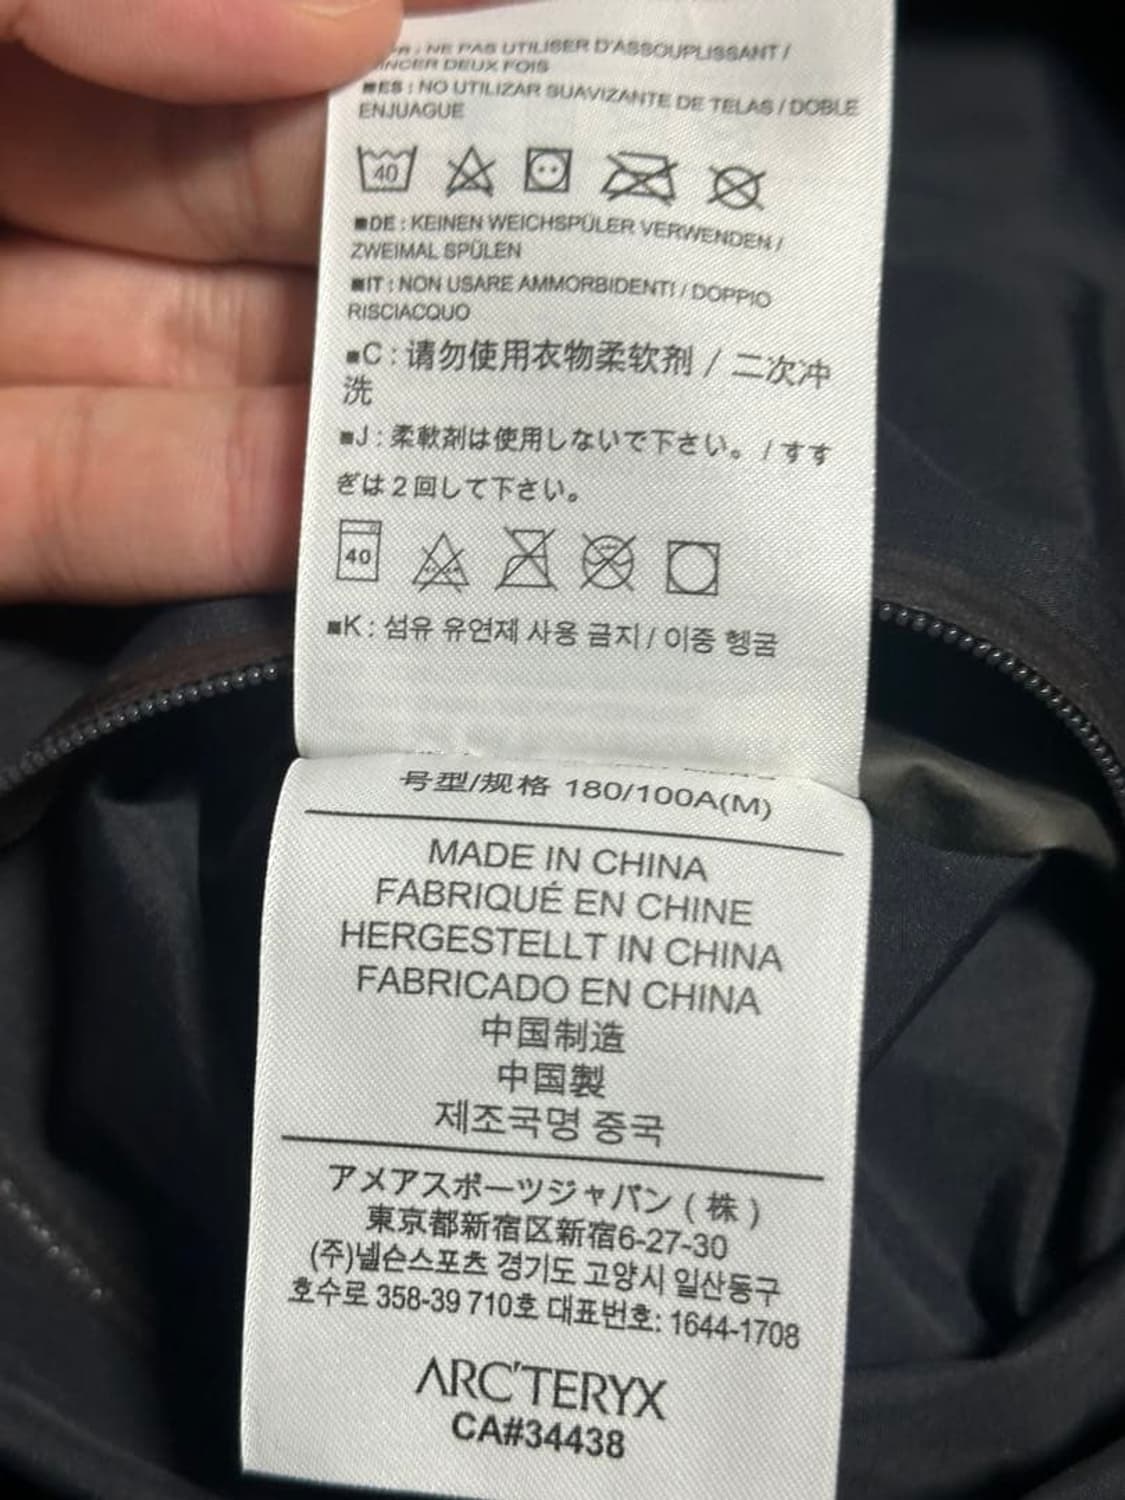 : NE PAS UTILISER D'ASSOUPLISSANT /
DEUX FOIS
■ES : NO UTILIZAR SUAVIZANTE DE TELAS / DOBLE
ENJUAGUE
40
■DE : KEINEN WEICHSPÜLER VERWENDEN /
ZWEIMAL SPÜLEN
■IT : NON USARE AMMORBIDENTI / DOPPIO
RISCIACQUO
■C : 请勿使用衣物柔软剂 / 二次冲
洗
■J : 柔軟剤は使用しないで下さい。 / すす
ぎは2回して下さい。
40
■K : 섬유 유연제 사용 금지 / 이중 헹굼
号型/规格 180/100A(M)
MADE IN CHINA
FABRIQUÉ EN CHINE
HERGESTELLT IN CHINA
FABRICADO EN CHINA
中国制造
中国製
제조국명 중국
アメアスポーツジャパン ( 株 )
東京都新宿区新宿6-27-30
(주)넬슨스포츠 경기도 고양시 일산동구
호수로 358-39 710호 대표번호: 1644-1708
ARC'TERYX
CA#34438